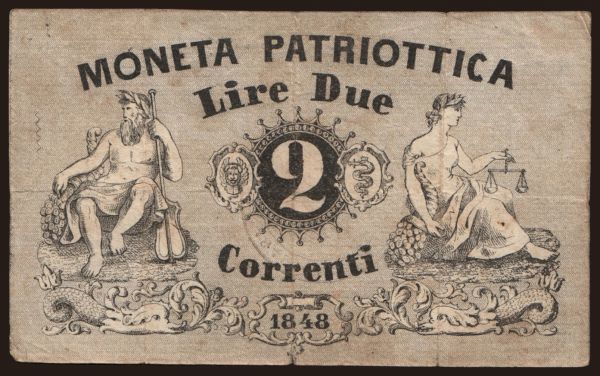 MONETA PATRIOTTICA
Lire Due
2
Correnti
1848